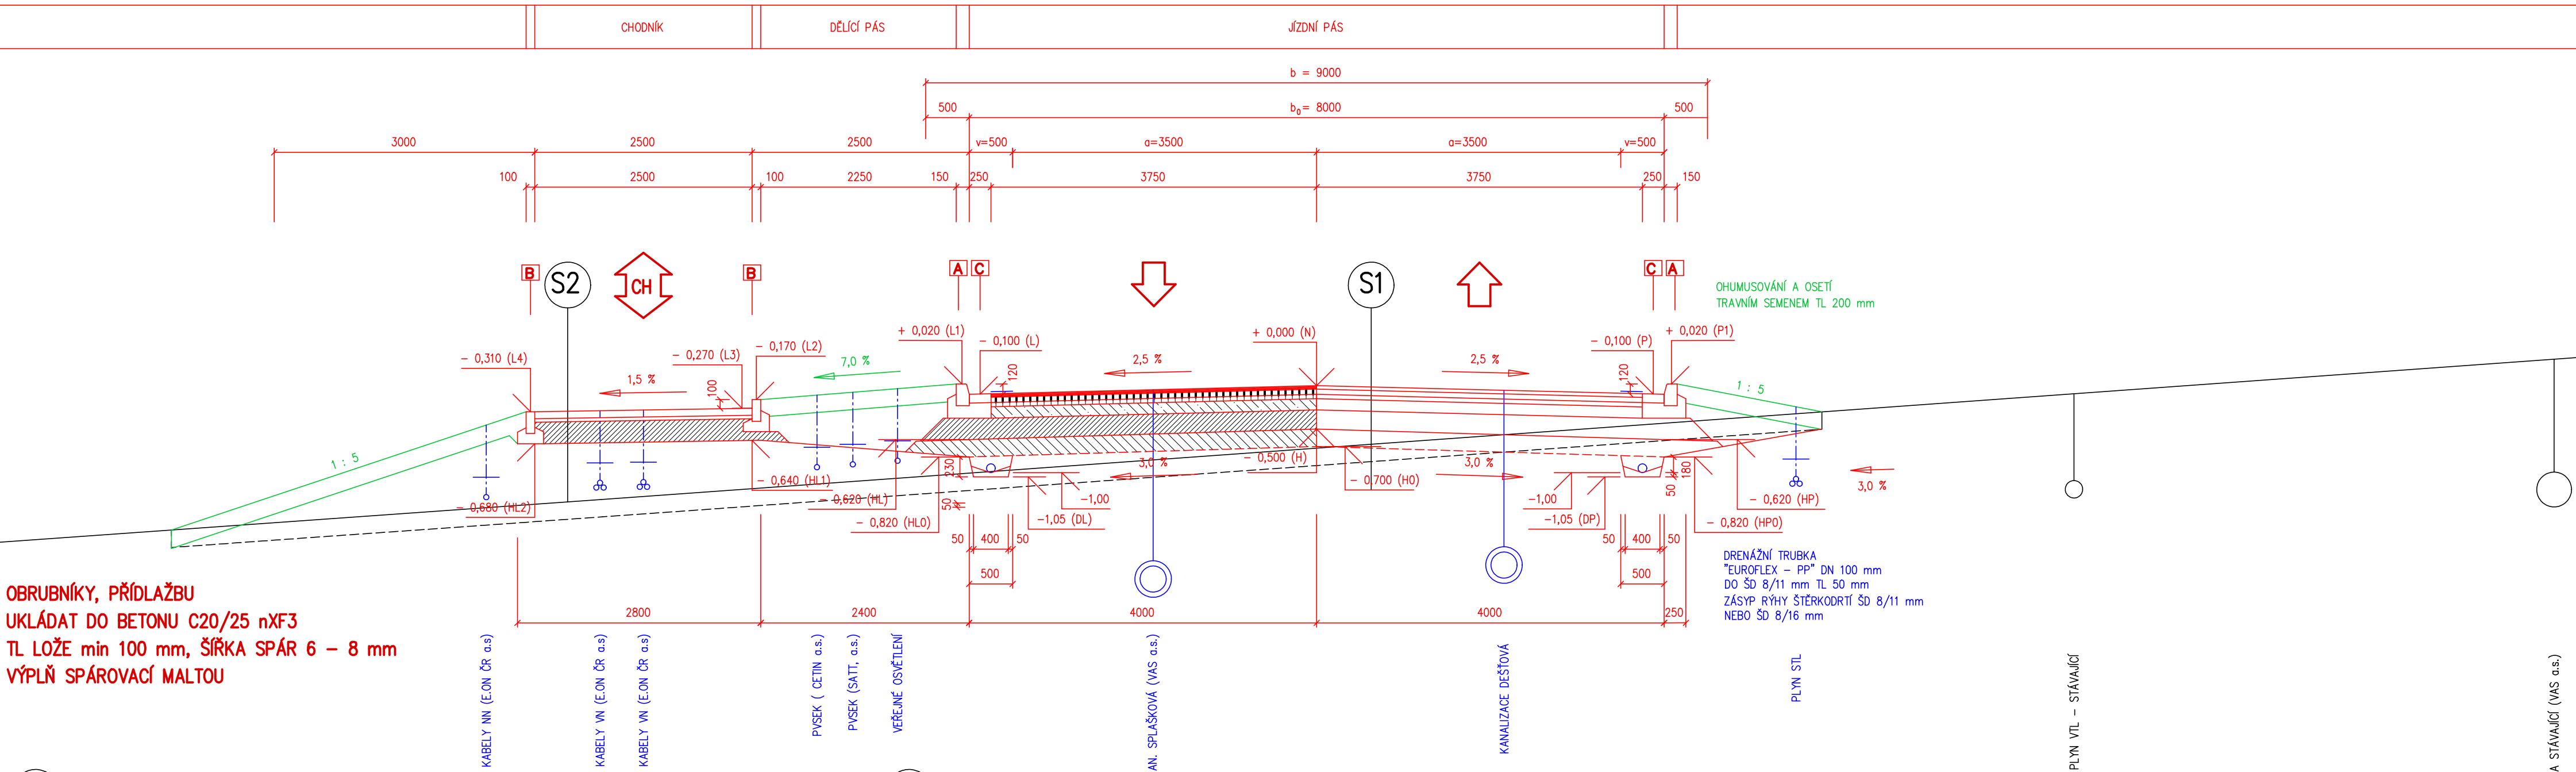 CHODNÍK
DĚLÍCÍ PÁS
JÍZDNÍ PÁS
b = 9000
500
b0= 8000
500
3000
2500
2500
v=500
a=3500
a=3500
v=500
100
2500
100
2250
150
250
3750
3750
250
150
B
S2
CH
B
A
C
S1
C
A
OHUMUSOVÁNÍ A OSETÍ
TRAVNÍM SEMENEM TL 200 mm
- 0,310 (L4)
1,5 %
- 0,270 (L3)
100
- 0,170 (L2)
7,0 %
+ 0,020 (L1)
- 0,100 (L)
120
2,5 %
+ 0,000 (N)
2,5 %
- 0,100 (P)
120
+ 0,020 (P1)
1 : 5
1 : 5
- 0,680 (HL2)
- 0,640 (HL1)
- 0,620 (HL)
- 0,820 (HL0)
230
50
-1,00
-1,05 (DL)
3,0 %
0,500 (H)
- 0,700 (H0)
3,0 %
-1,00
-1,05 (DP)
50
180
- 0,620 (HP)
- 0,820 (HP0)
3,0 %
50
400
50
500
50
400
50
500
2800
2400
4000
4000
250
DRENÁŽNÍ TRUBKA
"EUROFLEX - PP" DN 100 mm
DO ŠD 8/11 mm TL 50 mm
ZÁSYP RÝHY ŠTĚRKODRTÍ ŠD 8/11 mm
NEBO ŠD 8/16 mm
OBRUBNÍKY, PŘÍDLAŽBU
UKLÁDAT DO BETONU C20/25 nXF3
TL LOŽE min 100 mm, ŠÍŘKA SPÁR 6 - 8 mm
VÝPLŇ SPÁROVACÍ MALTOU
KABELY NN (E.ON ČR a.s)
KABELY VN (E.ON ČR a.s)
KABELY VN (E.ON ČR a.s)
PVSEK ( CETIN a.s.)
PVSEK (SATT, a.s.)
VEŘEJNÉ OSVĚTLENÍ
AN. SPLAŠKOVÁ (VAS a.s.)
KANALIZACE DEŠŤOVÁ
PLYN STL
PLYN VTL - STÁVAJÍCÍ
A STÁVAJÍCÍ (VAS a.s.)